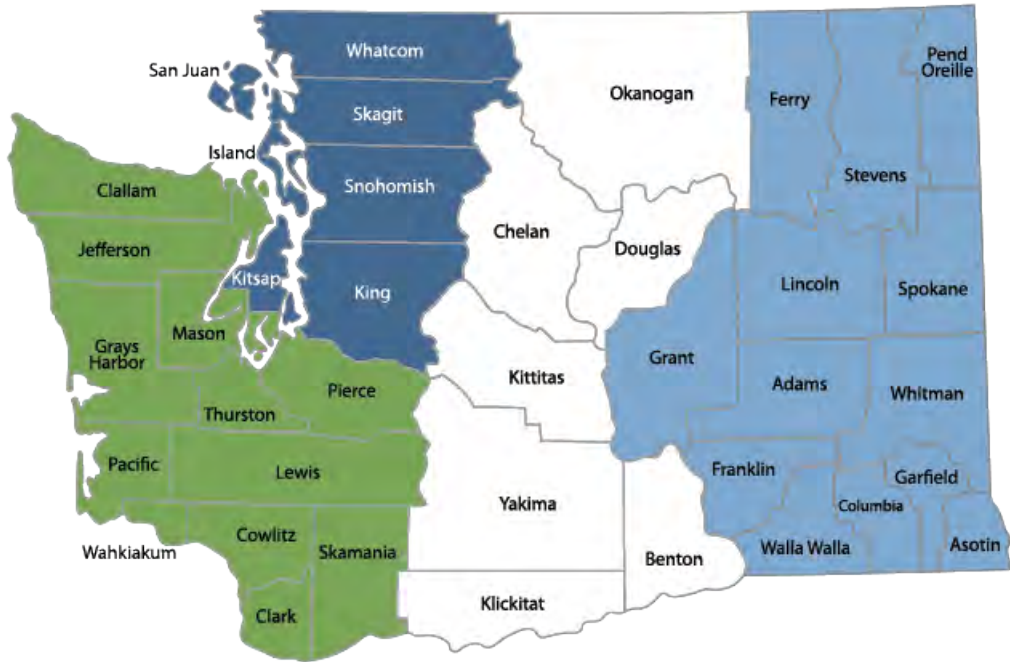 Whatcom
San Juan
Pend
Oreille
Okanogan
Ferry
Skagit
Island
Snohomish
Stevens
Clallam
Chelan
Jefferson
Douglas
Kitsap
King
Lincoln
Spokane
Mason
Grays
Harbor
Grant
Kittitas
Adams
Pierce
Whitman
Thurston
Pacific
Lewis
Franklin
Garfield
Yakima
Columbia
Cowlitz
Wahkiakum
Skamania
Walla Walla
Asotin
Benton
Klickitat
Clark